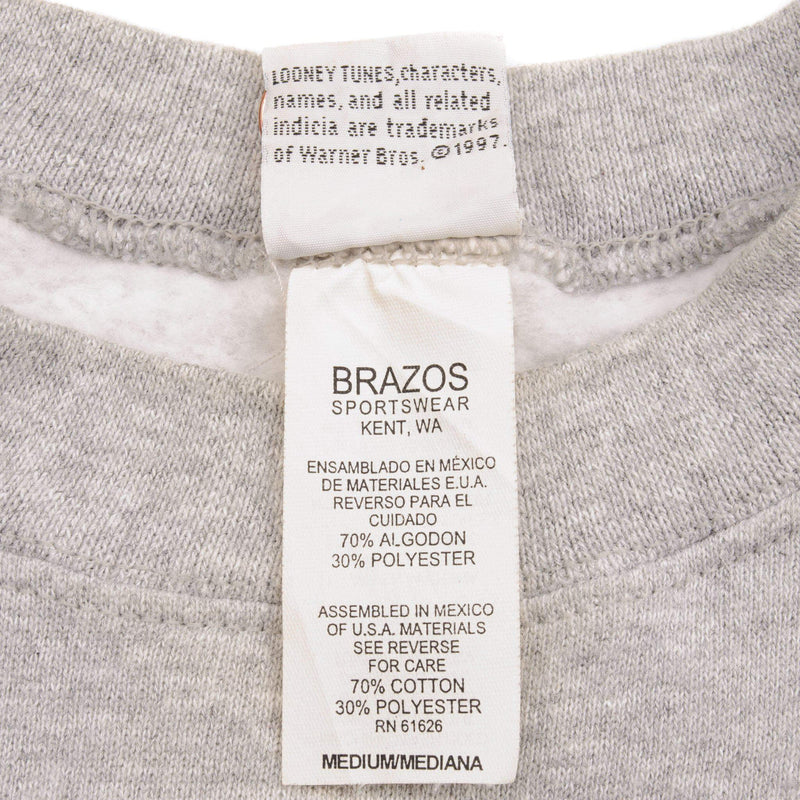 LOONEY TUNES, characters,
names, and all related
indicia are trademarks
of Warner Bros. ©1997.
BRAZOS
SPORTSWEAR
KENT, WA
ENSAMBLADO EN MÉXICO
DE MATERIALES E.U.A.
REVERSO PARA EL
CUIDADO
70% ALGODON
30% POLYESTER
ASSEMBLED IN MEXICO
OF U.S.A. MATERIALS
SEE REVERSE
FOR CARE
70% COTTON
30% POLYESTER
RN 61626
MEDIUM/MEDIANA